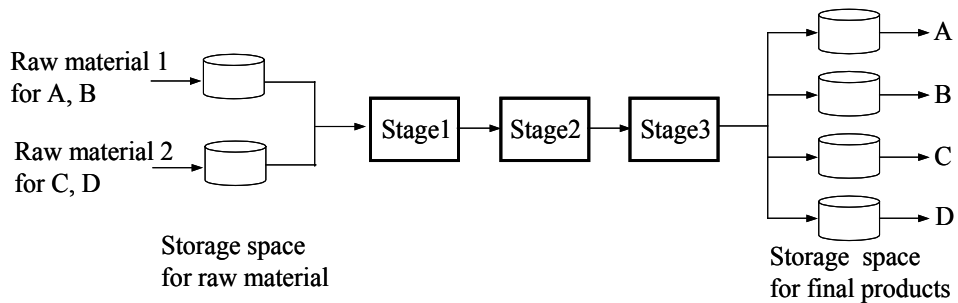 Raw material 1
for A, B
Raw material 2
for C, D
Storage space
for raw material
Stage1
Stage2
Stage3
A
B
C
D
Storage space
for final products